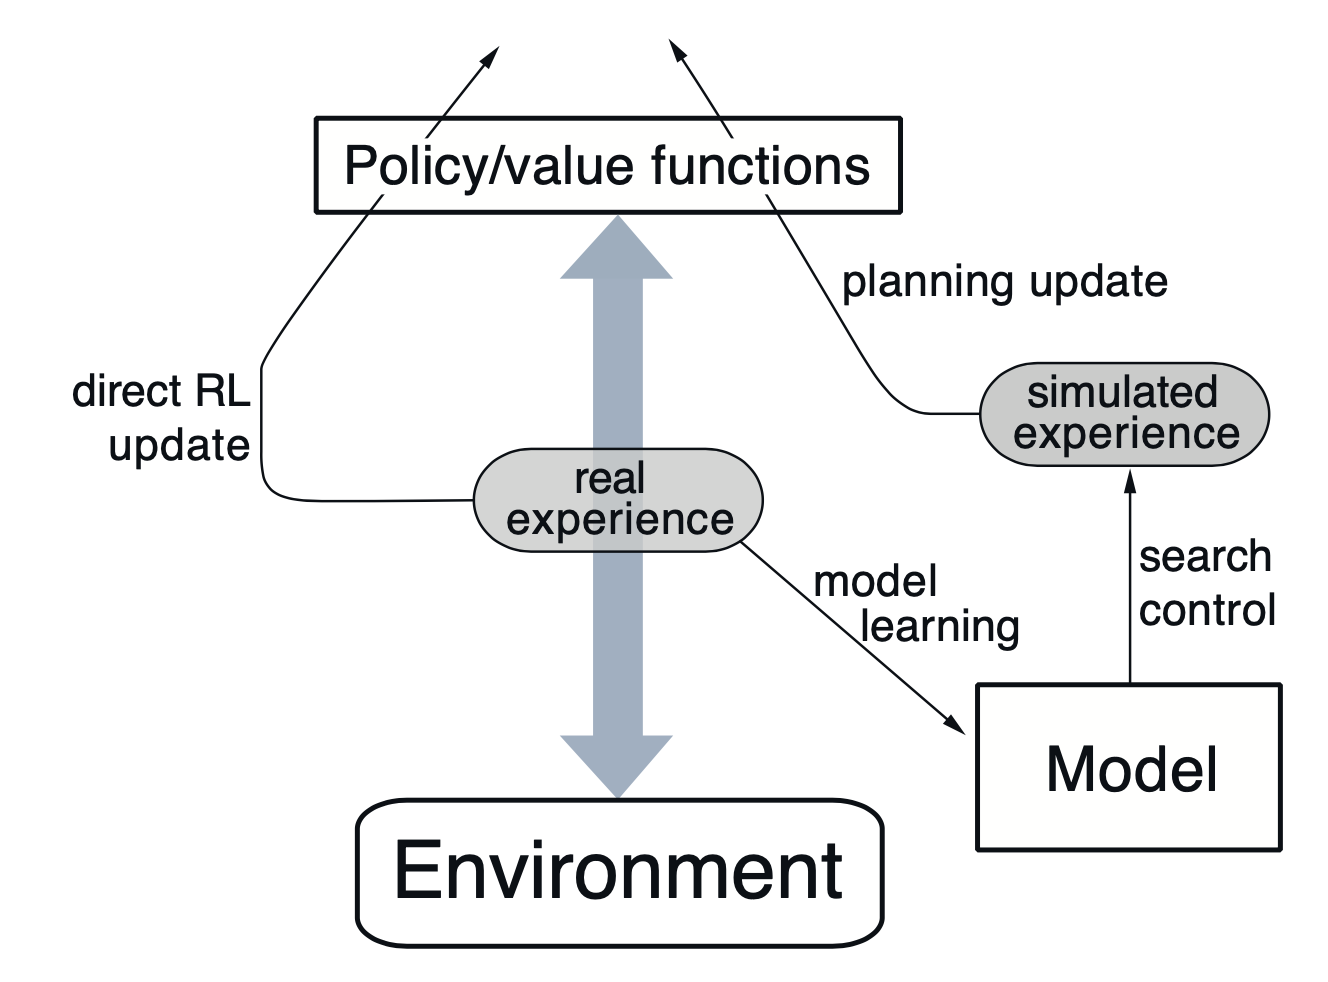 Policy/value functions
planning update
direct RL
update
simulated
experience
real
experience
model
learning
search
control
Model
Environment